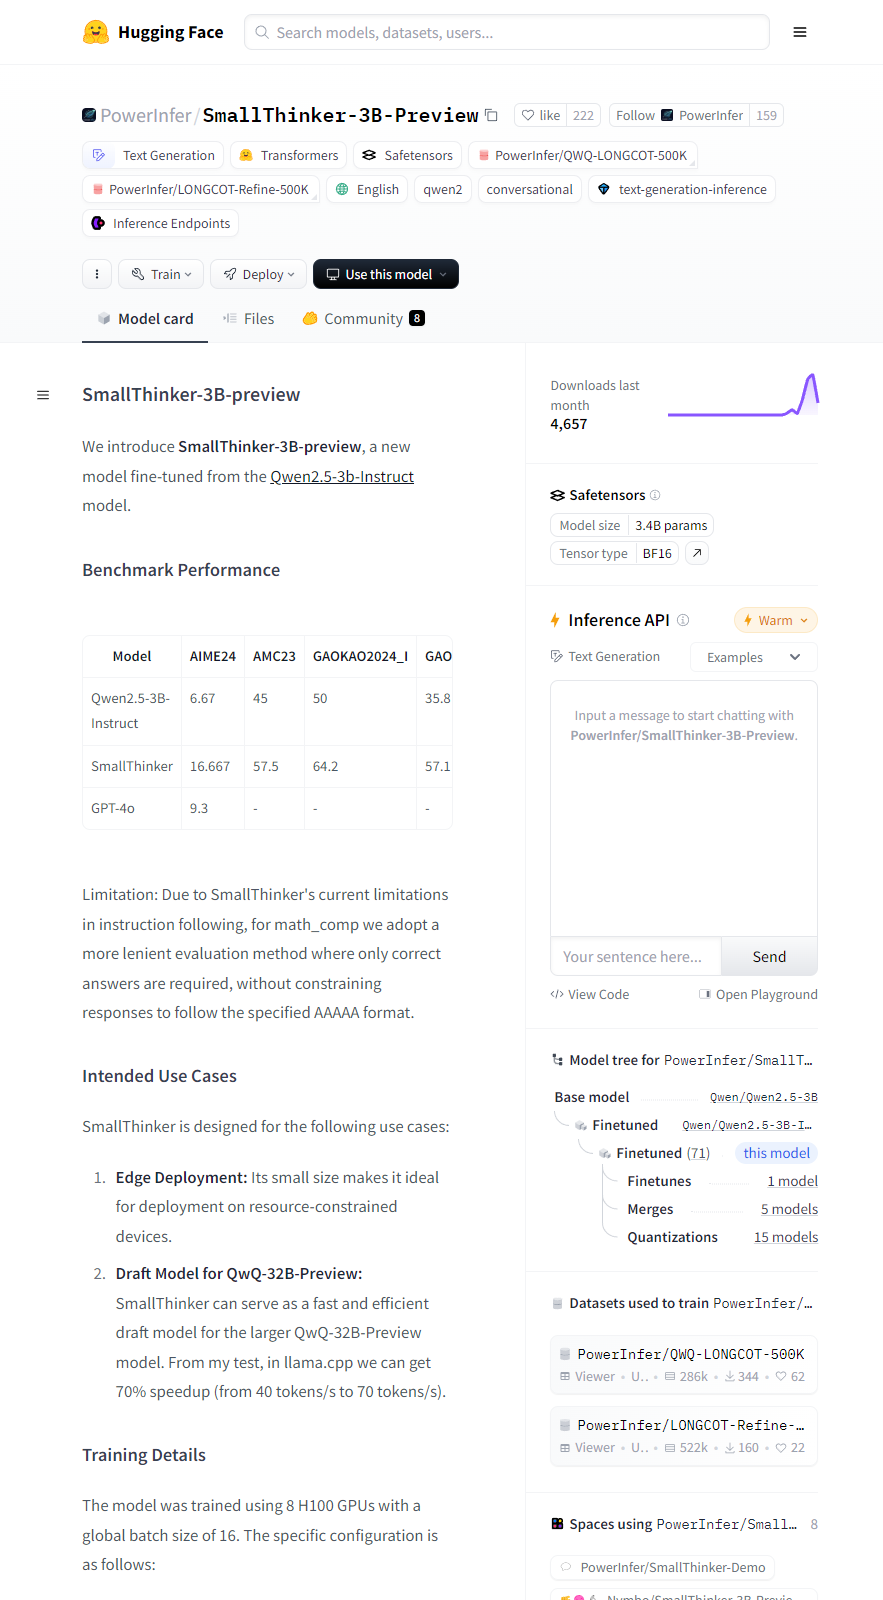 Hugging Face
Search models, datasets, users...
PowerInfer/SmallThinker-3B-Preview
like 222
Follow PowerInfer 159
Text Generation
Transformers
Safetensors
PowerInfer/QWQ-LONGCOT-500K
PowerInfer/LONGCOT-Refine-500K
English
qwen2
conversational
text-generation-inference
Inference Endpoints
Train
Deploy
Use this model
Model card
Files
Community 8
SmallThinker-3B-preview
We introduce SmallThinker-3B-preview, a new
model fine-tuned from the Qwen2.5-3b-Instruct
model.
Benchmark Performance
Model AIME24 AMC23 GAOKAO2024_I GAO
Qwen2.5-3B- 6.67 45 50 35.8
Instruct
SmallThinker 16.667 57.5 64.2 57.1
GPT-4o 9.3 - - -
Limitation: Due to SmallThinker's current limitations
in instruction following, for math_comp we adopt a
more lenient evaluation method where only correct
answers are required, without constraining
responses to follow the specified AAAAA format.
Intended Use Cases
SmallThinker is designed for the following use cases:
1. Edge Deployment: Its small size makes it ideal
for deployment on resource-constrained
devices.
2. Draft Model for QwQ-32B-Preview:
SmallThinker can serve as a fast and efficient
draft model for the larger QwQ-32B-Preview
model. From my test, in llama.cpp we can get
70% speedup (from 40 tokens/s to 70 tokens/s).
Training Details
The model was trained using 8 H100 GPUs with a
global batch size of 16. The specific configuration is
as follows:
Downloads last
month
4,657
Safetensors
Model size 3.4B params
Tensor type BF16
Inference API
Warm
Text Generation
Examples
Input a message to start chatting with
PowerInfer/SmallThinker-3B-Preview.
Your sentence here...
Send
View Code
Open Playground
Model tree for PowerInfer/SmallT…
Base model Qwen/Qwen2.5-3B
Finetuned Qwen/Qwen2.5-3B-I…
Finetuned (71) this model
Finetunes 1 model
Merges 5 models
Quantizations 15 models
Datasets used to train PowerInfer/…
PowerInfer/QWQ-LONGCOT-500K
Viewer • U.. • 286k • 344 • 62
PowerInfer/LONGCOT-Refine-…
Viewer • U.. • 522k • 160 • 22
Spaces using PowerInfer/Small… 8
PowerInfer/SmallThinker-Demo